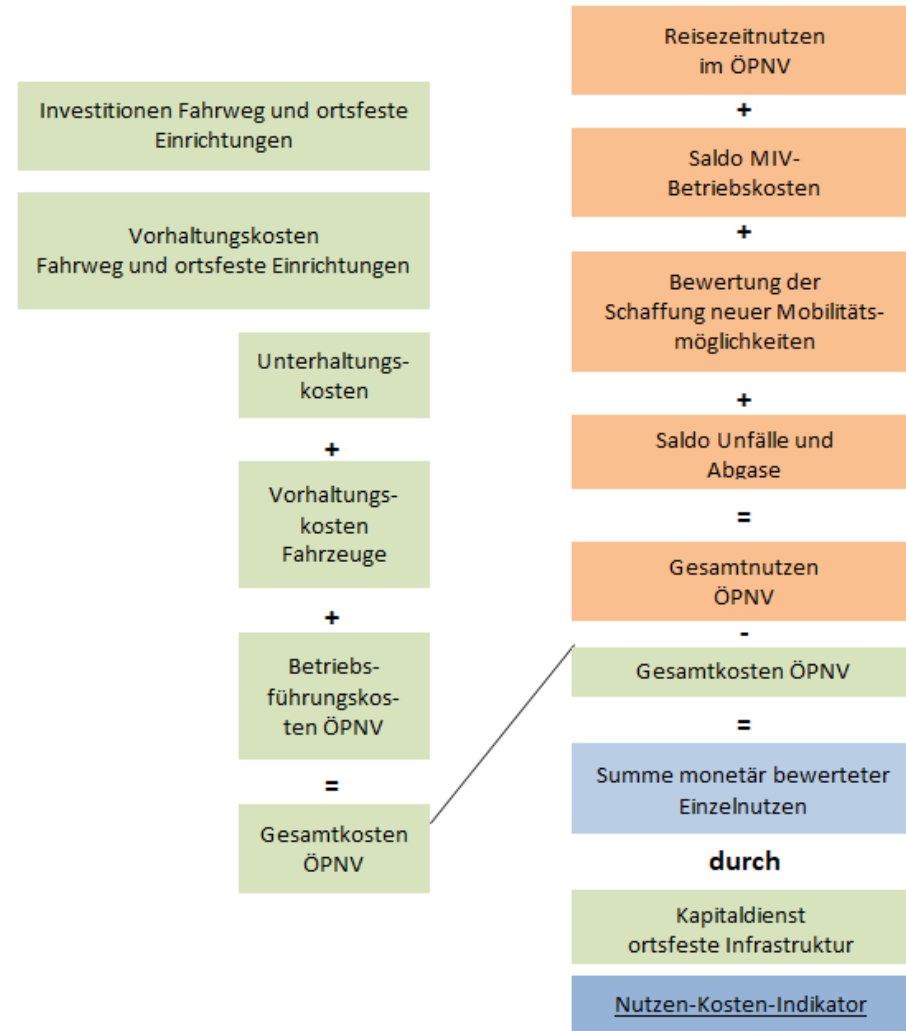 Investitionen Fahrweg und ortsfeste
Einrichtungen
Vorhaltungskosten
Fahrweg und ortsfeste Einrichtungen
Unterhaltungs-
kosten
+
Vorhaltungs-
kosten
Fahrzeuge
+
Betriebs-
führungskos-
ten ÖPNV
=
Gesamtkosten
ÖPNV
Reisezeitnutzen
im ÖPNV
+
Saldo MIV-
Betriebskosten
+
Bewertung der
Schaffung neuer Mobilitäts-
möglichkeiten
+
Saldo Unfälle und
Abgase
=
Gesamtnutzen
ÖPNV
-
Gesamtkosten ÖPNV
=
Summe monetär bewerteter
Einzelnutzen
durch
Kapitaldienst
ortsfeste Infrastruktur
Nutzen-Kosten-Indikator